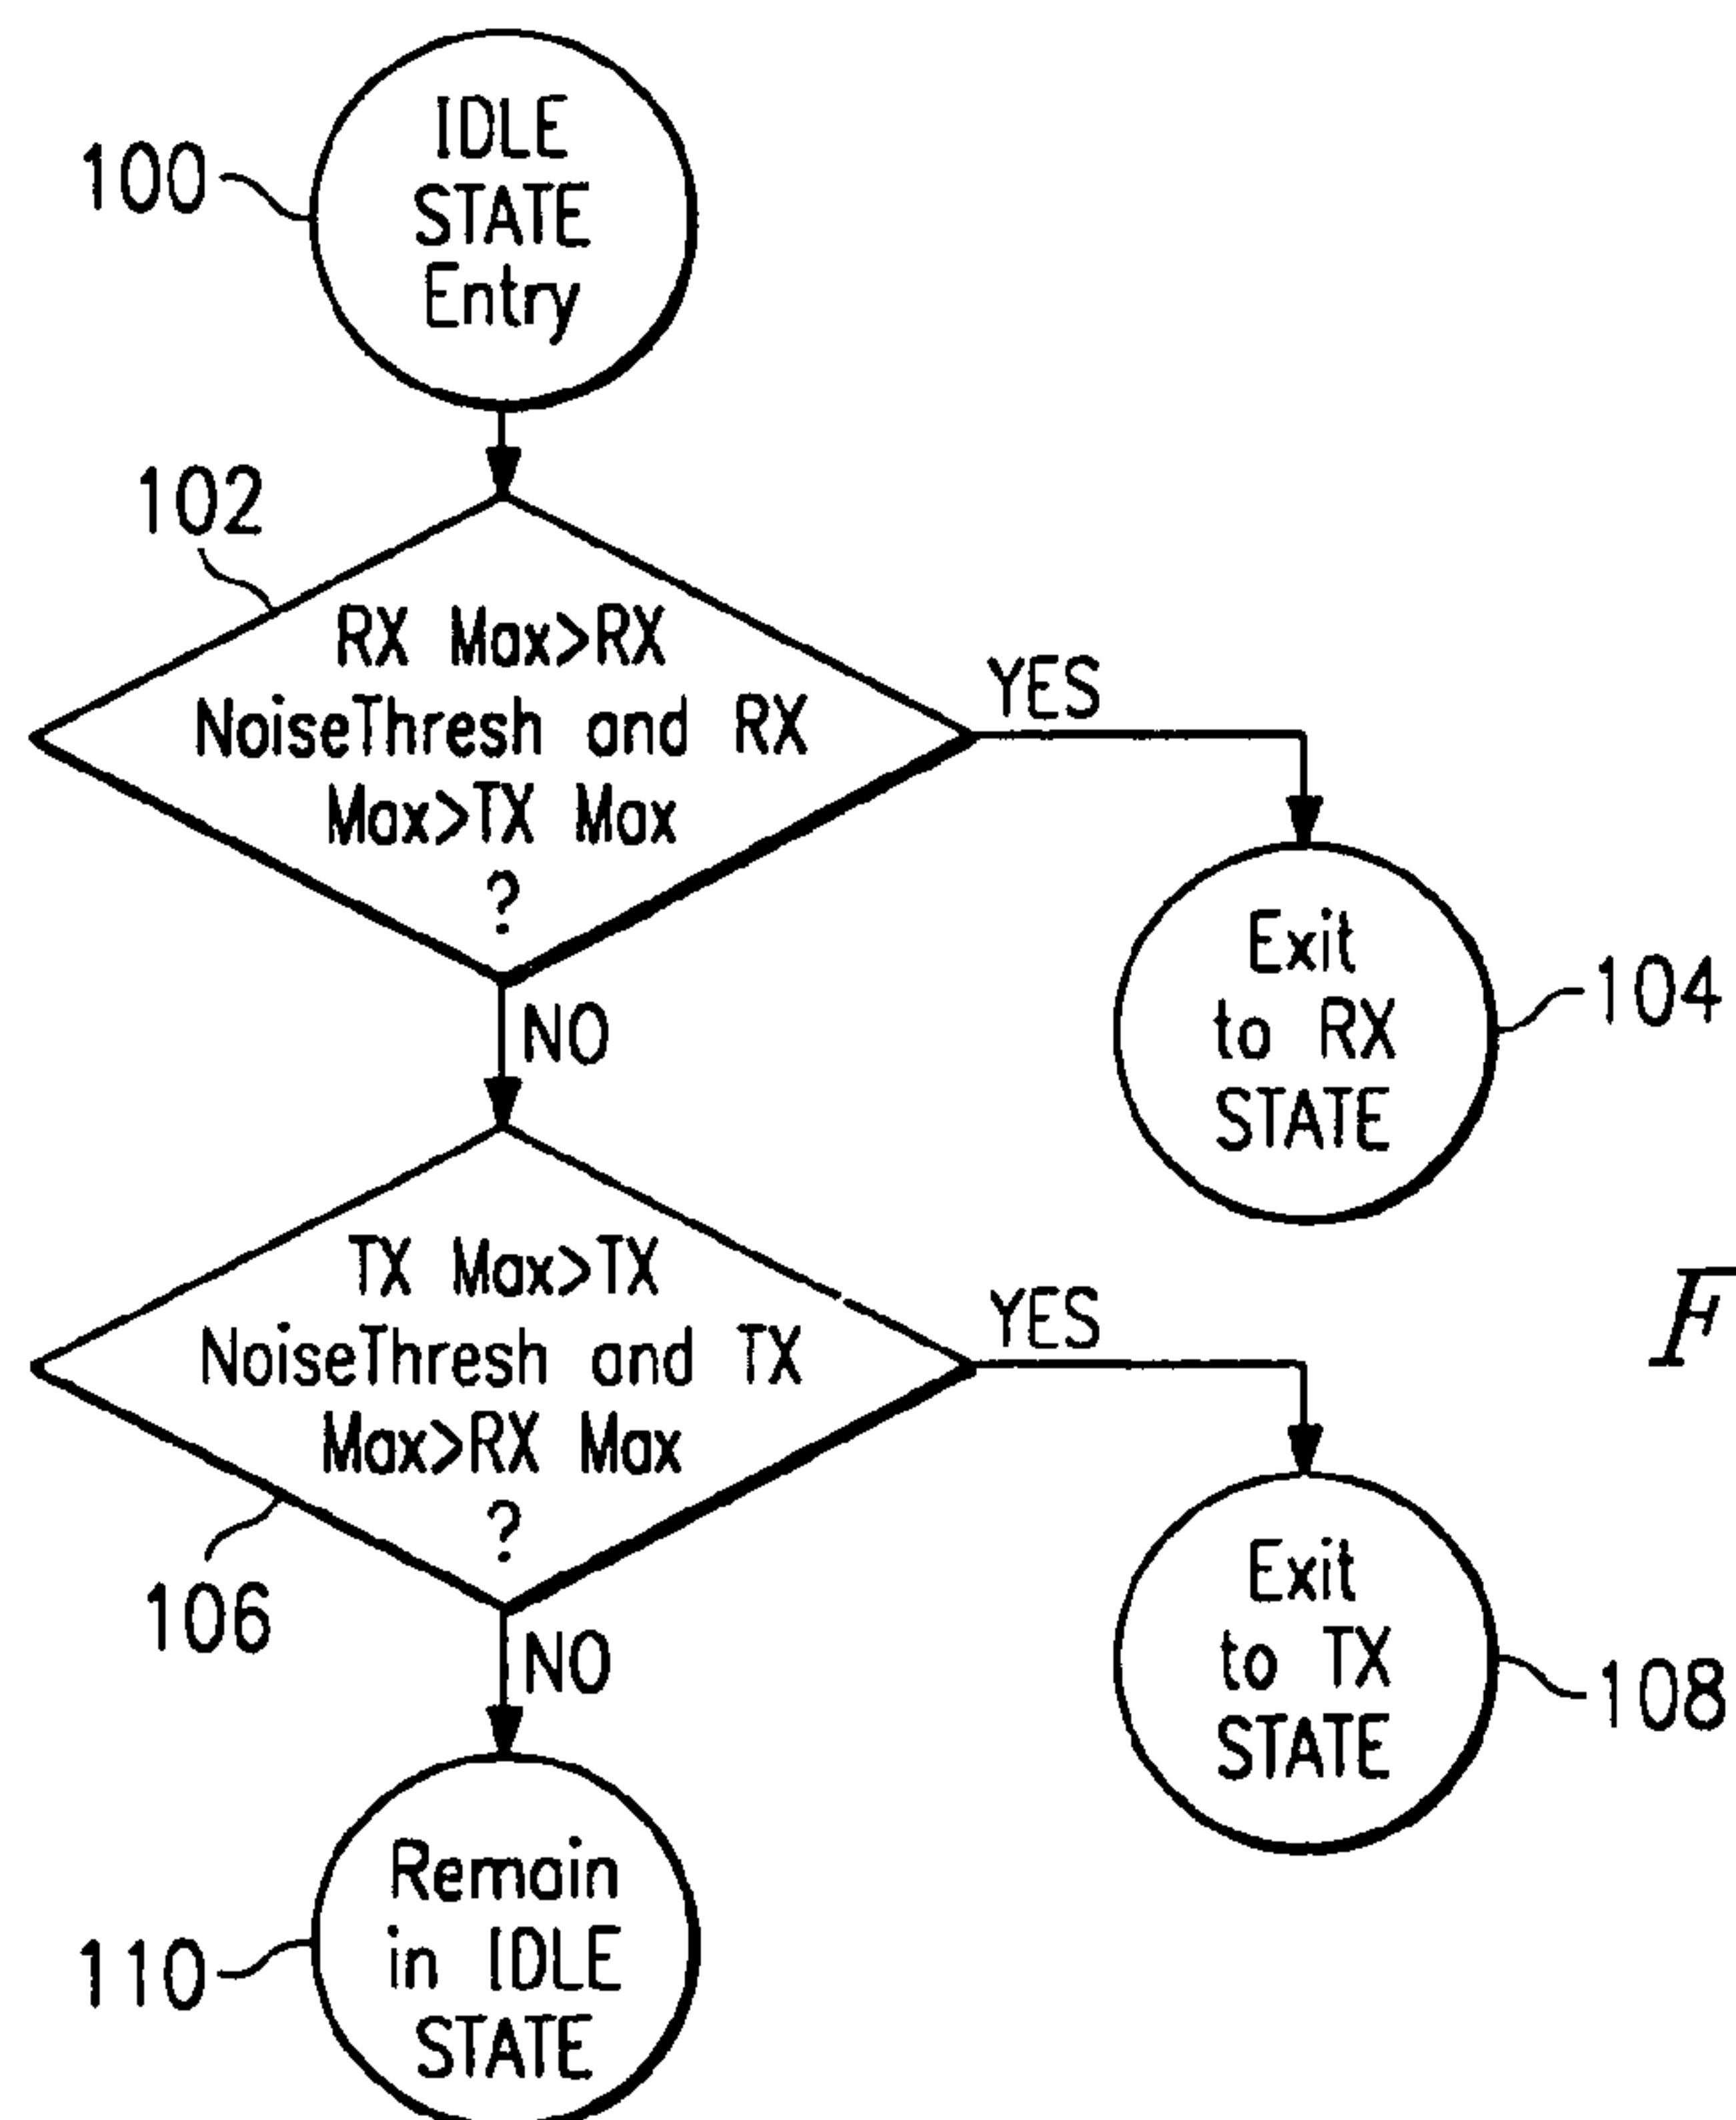 100
IDLE
STATE
Entry
102
RX Max>RX
NoiseThresh and RX
Max>TX Max
?
YES
Exit
to RX
STATE
104
NO
TX Max>TX
NoiseThresh and TX
Max>RX Max
?
106
YES
Exit
to TX
STATE
108
NO
Remain
in IDLE
STATE
110
F